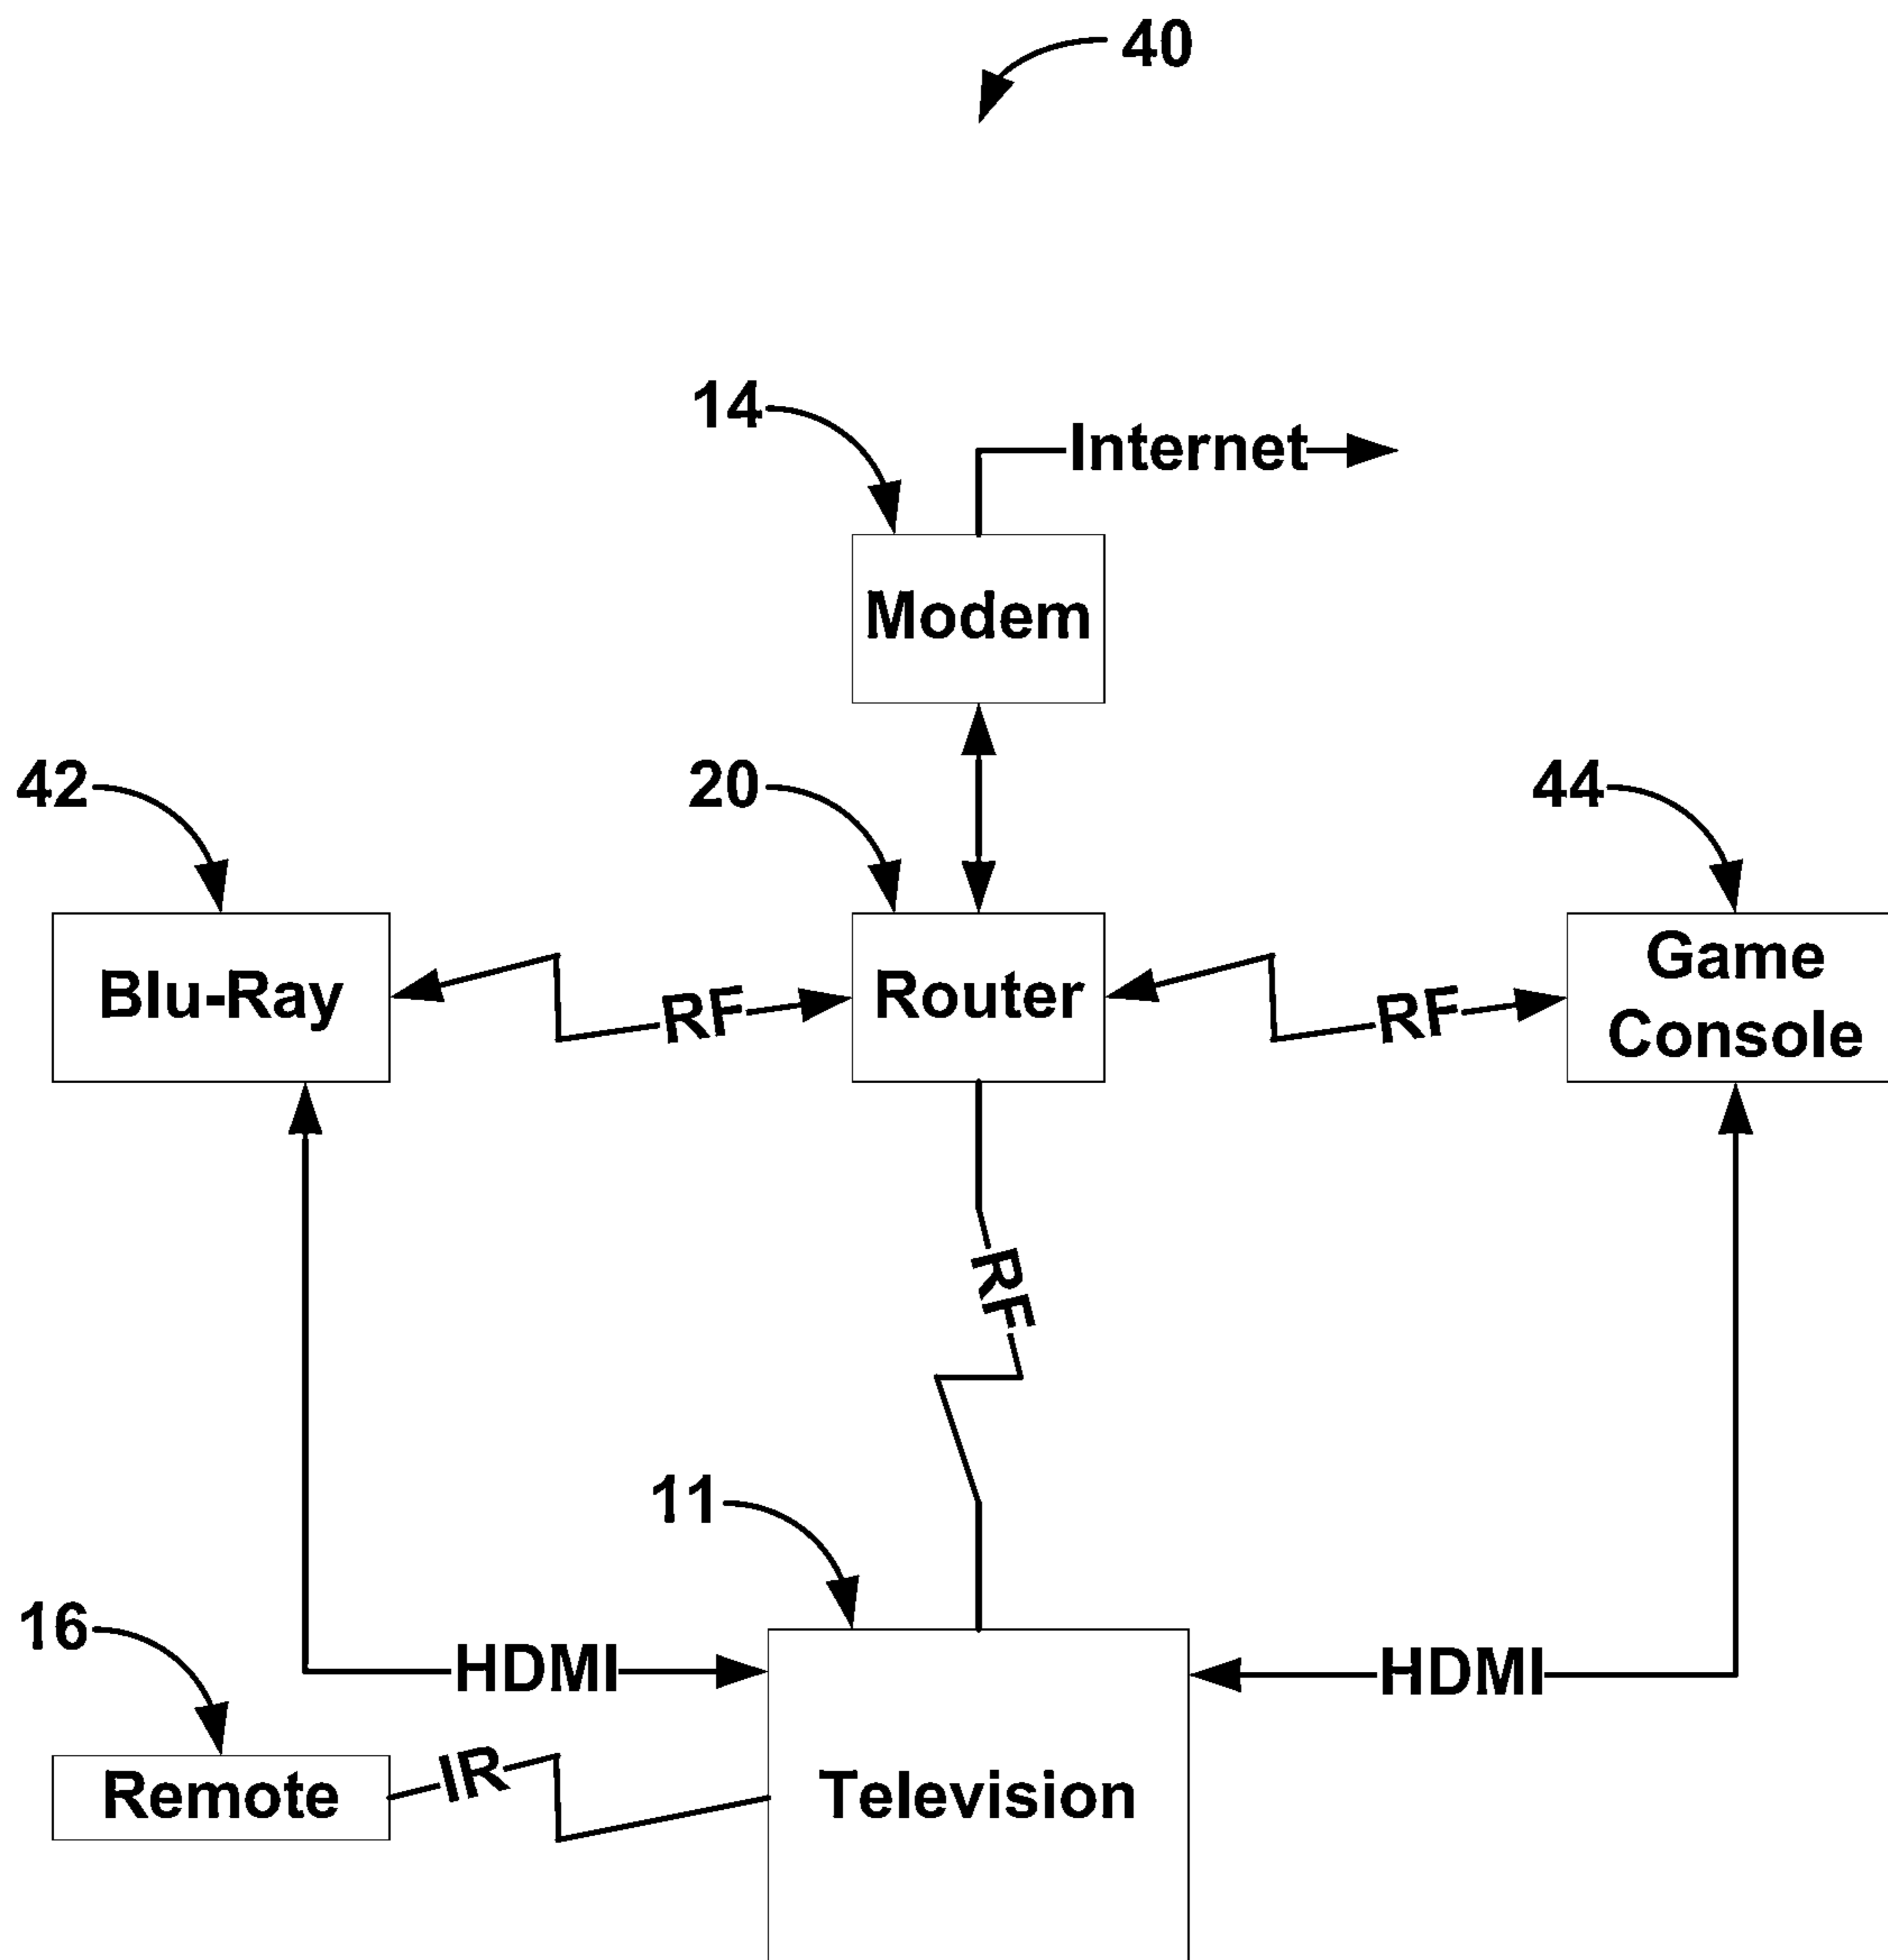 40
14
Internet
Modem
42
20
44
Blu-Ray
RF
Router
RF
Game
Console
RF
11
16
HDMI
HDMI
Remote
IR
Television